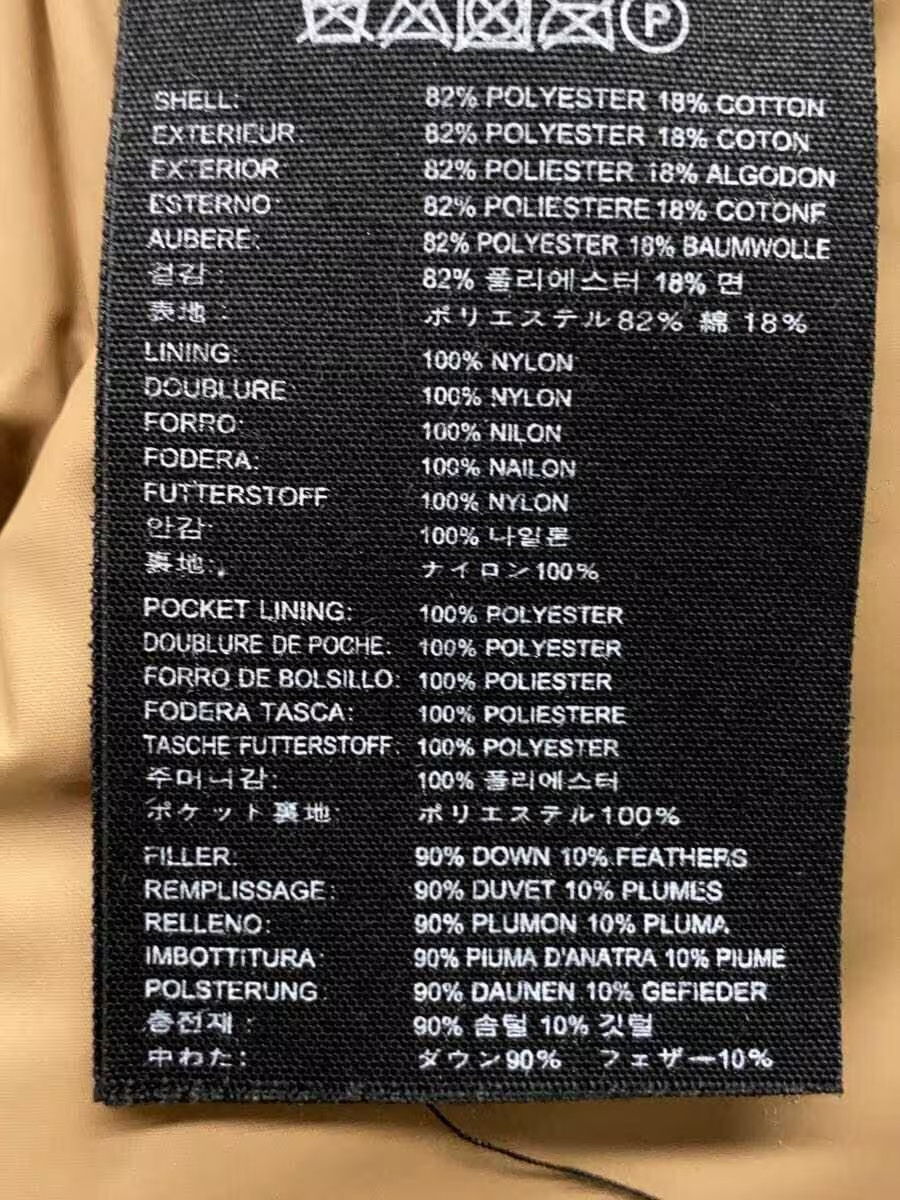 P
SHELL: 82% POLYESTER 18% COTTON
EXTERIEUR: 82% POLYESTER 18% COTON
EXTERIOR 82% POLIESTER 18% ALGODON
ESTERNO: 82% POLIESTERE 18% COTONE
AUBERE: 82% POLYESTER 18% BAUMWOLLE
겉감 : 82% 폴리에스터 18% 면
表地 : ポリエステル82% 綿 18%
LINING: 100% NYLON
DOUBLURE 100% NYLON
FORRO: 100% NILON
FODERA: 100% NAILON
FUTTERSTOFF 100% NYLON
안감: 100% 나일론
裏地: ナイロン100%
POCKET LINING: 100% POLYESTER
DOUBLURE DE POCHE: 100% POLYESTER
FORRO DE BOLSILLO: 100% POLIESTER
FODERA TASCA: 100% POLIESTERE
TASCHE FUTTERSTOFF: 100% POLYESTER
주머니감: 100% 폴리에스터
ポケット裏地: ポリエステル100%
FILLER: 90% DOWN 10% FEATHERS
REMPLISSAGE: 90% DUVET 10% PLUMES
RELLENO: 90% PLUMON 10% PLUMA
IMBOTTITURA: 90% PIUMA D'ANATRA 10% PIUME
POLSTERUNG: 90% DAUNEN 10% GEFIEDER
충전재 : 90% 솜털 10% 깃털
中わた: ダウン90% フェザー10%